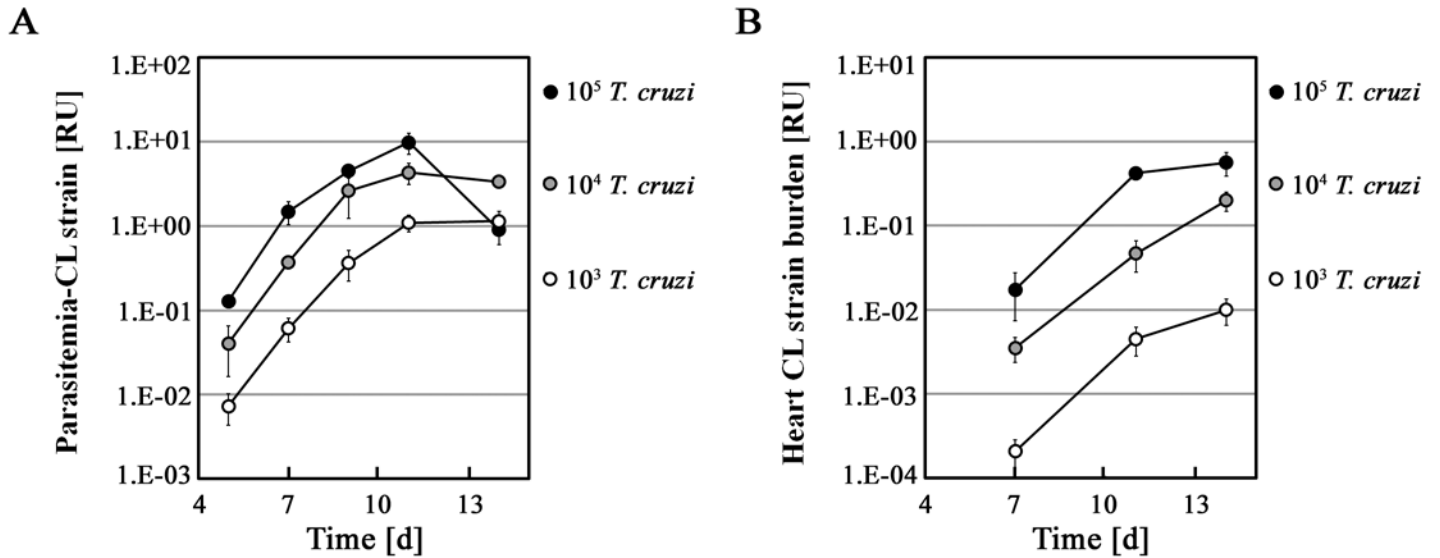 A
Parasitemia-CL strain [RU]
1.E+02
1.E+01
1.E+00
1.E-01
1.E-02
1.E-03
4 7 10 13
Time [d]
10⁵ T. cruzi
10⁴ T. cruzi
10³ T. cruzi
B
Heart CL strain burden [RU]
1.E+01
1.E+00
1.E-01
1.E-02
1.E-03
1.E-04
4 7 10 13
Time [d]
10⁵ T. cruzi
10⁴ T. cruzi
10³ T. cruzi